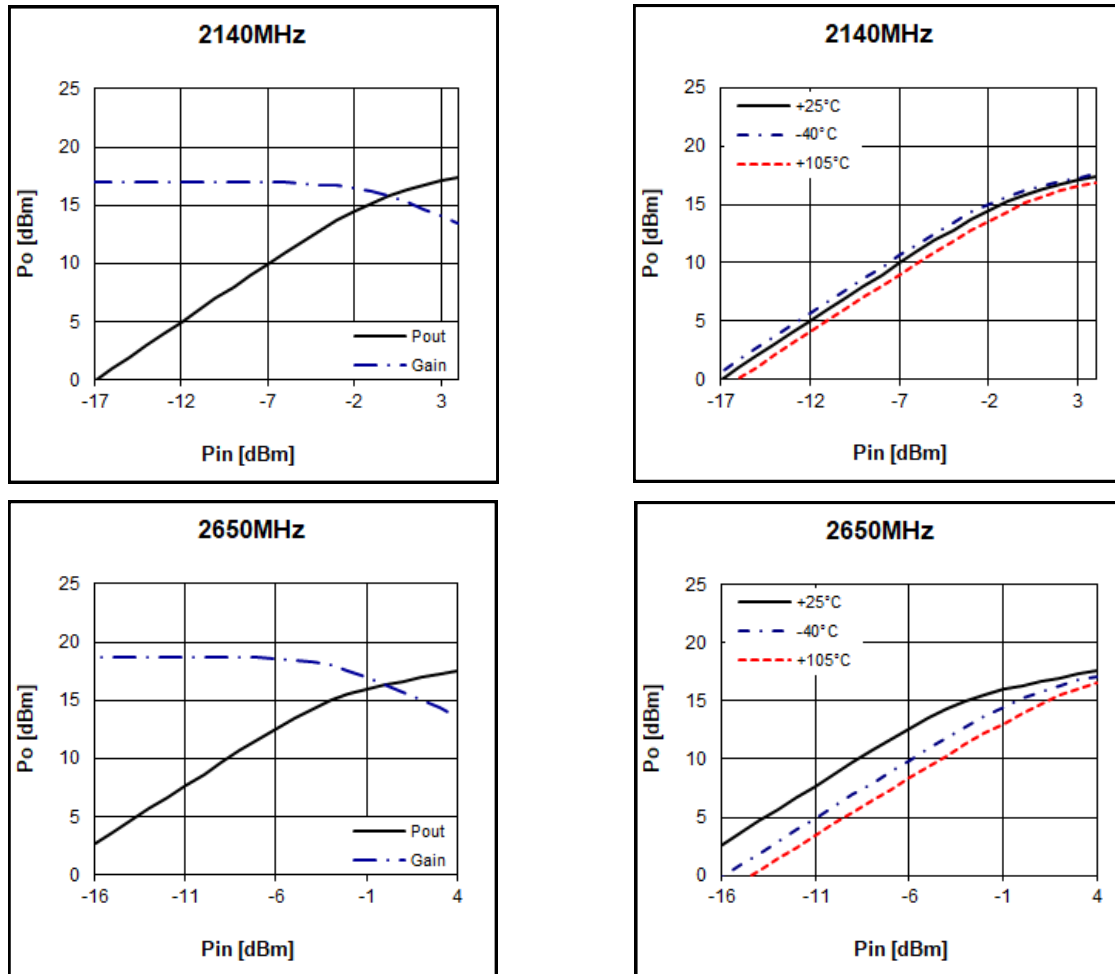 2140MHz
25
20
15
10
5
0
Po [dBm]
Pout
Gain
-17 -12 -7 -2 3
Pin [dBm]
2140MHz
25
20
15
10
5
0
Po [dBm]
+25°C
-40°C
+105°C
-17 -12 -7 -2 3
Pin [dBm]
2650MHz
25
20
15
10
5
0
Po [dBm]
Pout
Gain
-16 -11 -6 -1 4
Pin [dBm]
2650MHz
25
20
15
10
5
0
Po [dBm]
+25°C
-40°C
+105°C
-16 -11 -6 -1 4
Pin [dBm]